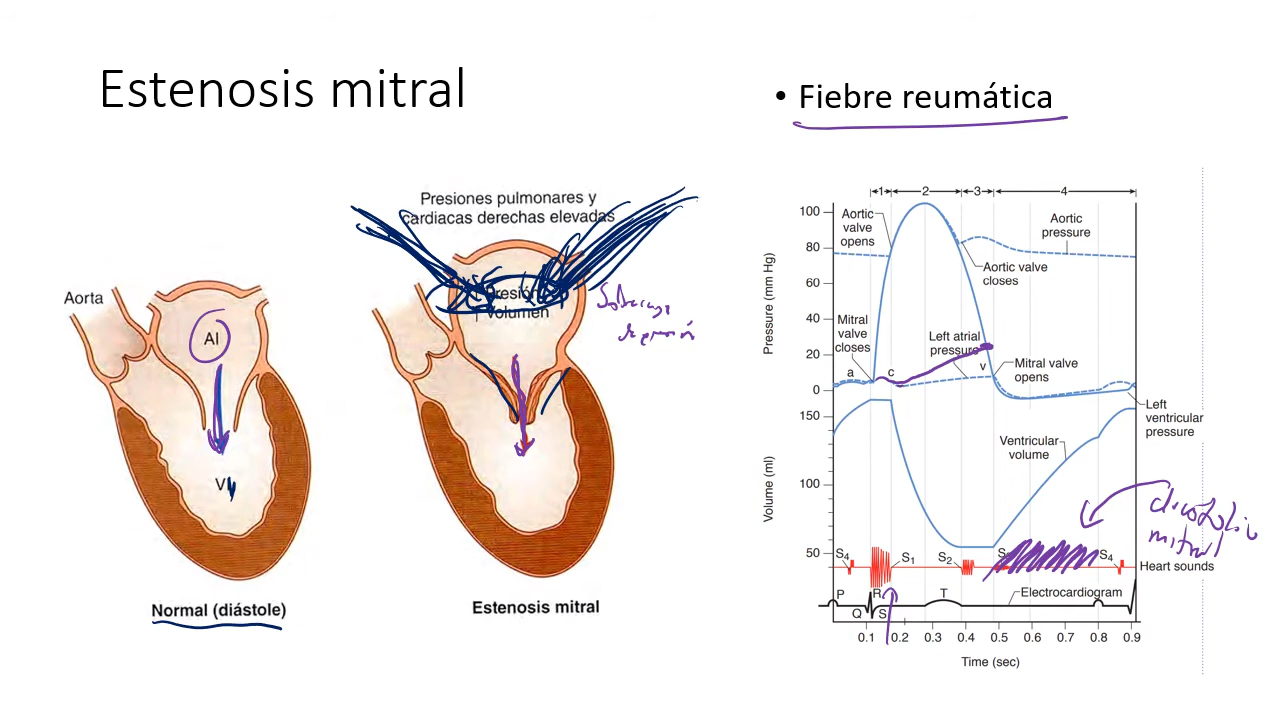 Estenosis mitral
• Fiebre reumática
Presiones pulmonares y
cardiacas derechas elevadas
Aorta
AI
VI
Normal (diástole)
volumen
Estenosis mitral
1
2
3
4
Pressure (mm Hg)
100
80
60
40
20
0
Aortic
valve
opens
Aortic
pressure
Aortic valve
closes
Mitral
valve
closes
Left atrial
pressure
a
c
v
Mitral valve
opens
Left
ventricular
pressure
Volume (ml)
150
100
50
Ventricular
volume
mitral
S4
S1
S2
S
S4
Heart sounds
P
R
Q
S
T
Electrocardiogram
0.1 0.2 0.3 0.4 0.5 0.6 0.7 0.8 0.9
Time (sec)